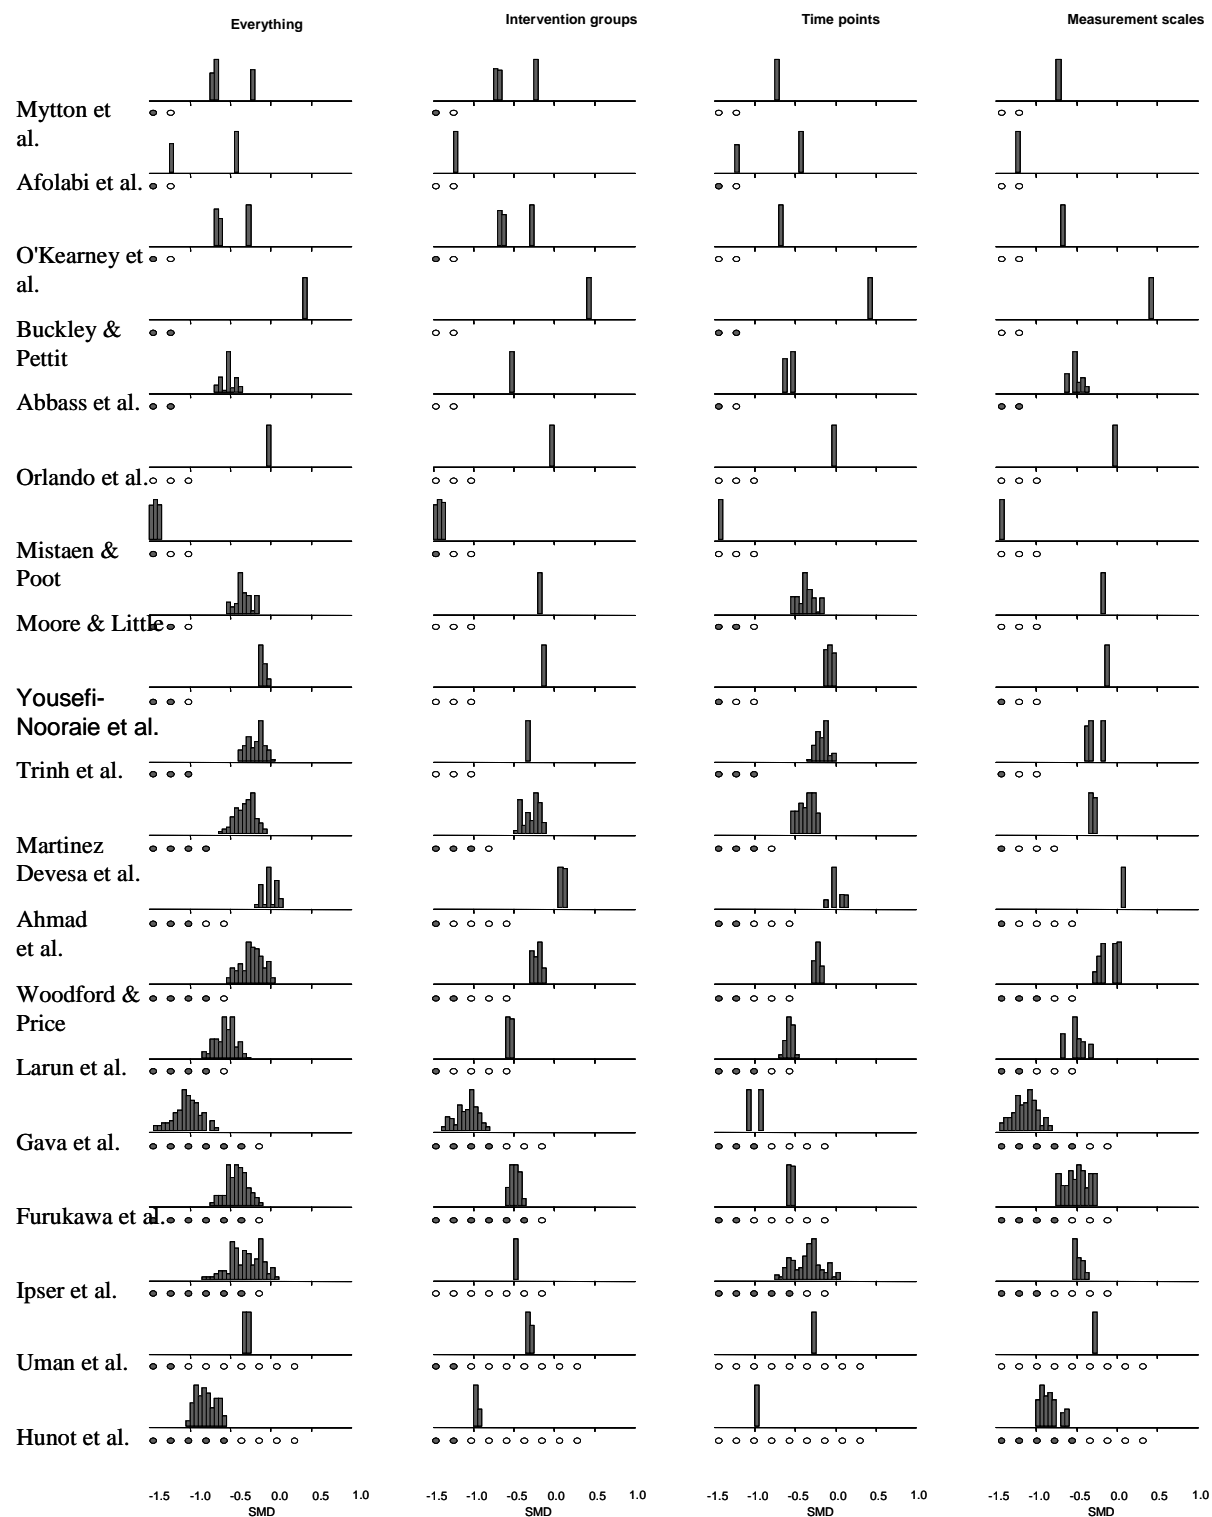 Everything
Intervention groups
Time points
Measurement scales
Mytton et
al.
Afolabi et al.
O'Kearney et
al.
Buckley &
Pettit
Abbass et al.
Orlando et al.
Mistaen &
Poot
Moore & Little
Yousefi-
Nooraie et al.
Trinh et al.
Martinez
Devesa et al.
Ahmad
et al.
Woodford &
Price
Larun et al.
Gava et al.
Furukawa et al.
Ipser et al.
Uman et al.
Hunot et al.
-1.5 -1.0 -0.5 0.0 0.5 1.0
SMD
-1.5 -1.0 -0.5 0.0 0.5 1.0
SMD
-1.5 -1.0 -0.5 0.0 0.5 1.0
SMD
-1.5 -1.0 -0.5 0.0 0.5 1.0
SMD